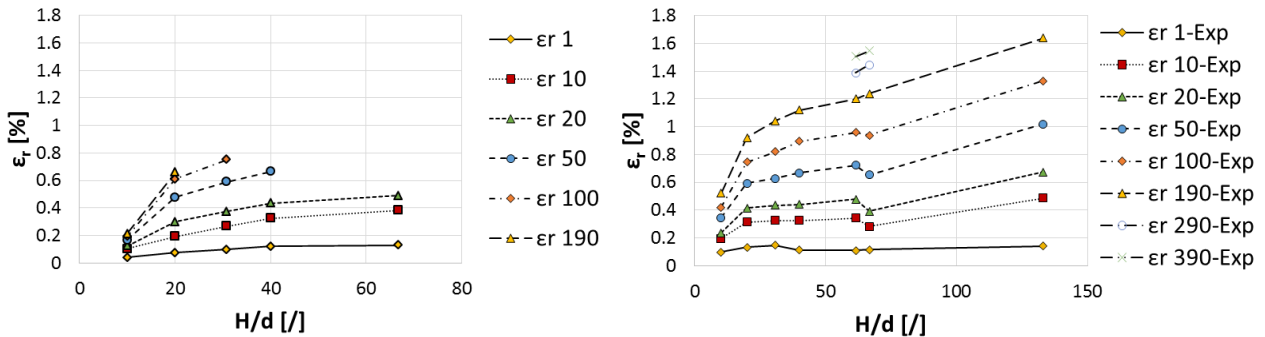 1.8
1.6
1.4
1.2
1
0.8
0.6
0.4
0.2
0
εr [%]
0 20 40 60 80
H/d [/]
εr 1
εr 10
εr 20
εr 50
εr 100
εr 190
1.8
1.6
1.4
1.2
1
0.8
0.6
0.4
0.2
0
εr [%]
0 50 100 150
H/d [/]
εr 1-Exp
εr 10-Exp
εr 20-Exp
εr 50-Exp
εr 100-Exp
εr 190-Exp
εr 290-Exp
εr 390-Exp